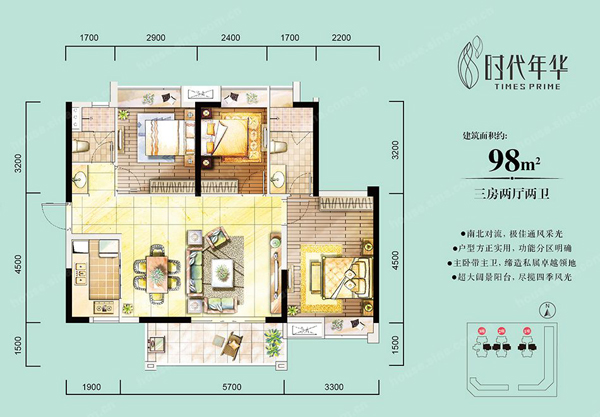 1700 2900 2400 1700 2200
时代年华
TIMES PRIME
建筑面积约:
98m²
三房两厅两卫
●南北对流，极佳通风采光
●户型方正实用，功能分区明确
●主卧带主卫，缔造私属卓越领地
●超大阔景阳台，尽揽四季风光
3200 3200
4500 4500
1500 1500
1900 5700 3300
N